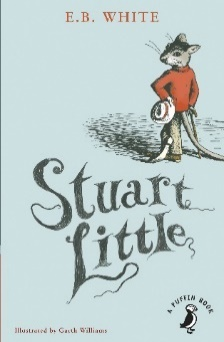 E.B. WHITE
Stuart
Little
Illustrated by Garth Williams
A PUFFIN BOOK